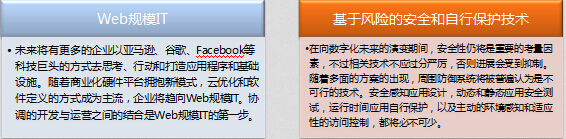 Web规模IT
• 未来将有更多的企业以亚马逊、谷歌、Facebook等
科技巨头的方式去思考、行动和打造应用程序和基础
设施。随着商业化硬件平台拥抱新模式，云优化和软
件定义的方式成为主流，企业将趋向Web规模IT。协
调的开发与运营之间的结合是Web规模IT的第一步。
基于风险的安全和自行保护技术
• 在向数字化未来的演变期间，安全性仍将是重要的考量因
素，不过相关技术不应过分严厉，否则进展会受到抑制。
随着多面的方案的出现，周围防御系统将被普遍认为是不
可行的技术。安全感知应用设计，动态和静态应用安全测
试，运行时间应用自行保护，以及主动的环境感知和适应
性的访问控制，都将必不可少。